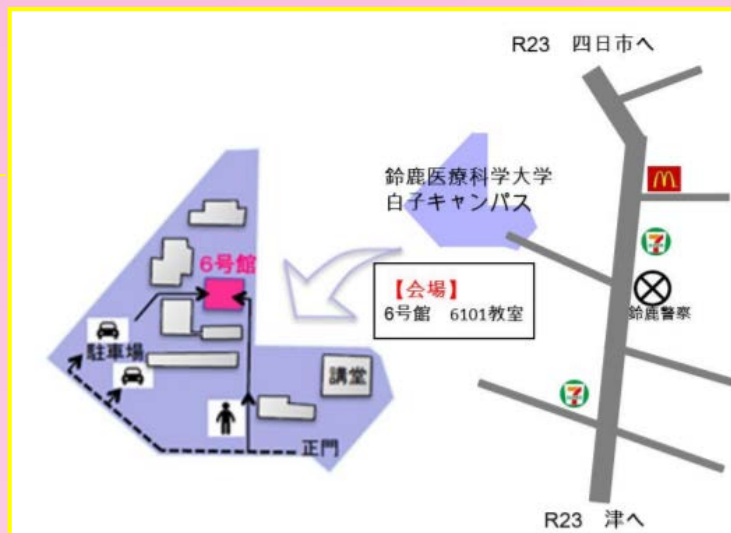 R23 四日市へ
鈴鹿医療科学大学
白子キャンパス
6号館
【会場】
6号館 6101教室
鈴鹿警察
駐車場
講堂
正門
R23 津へ